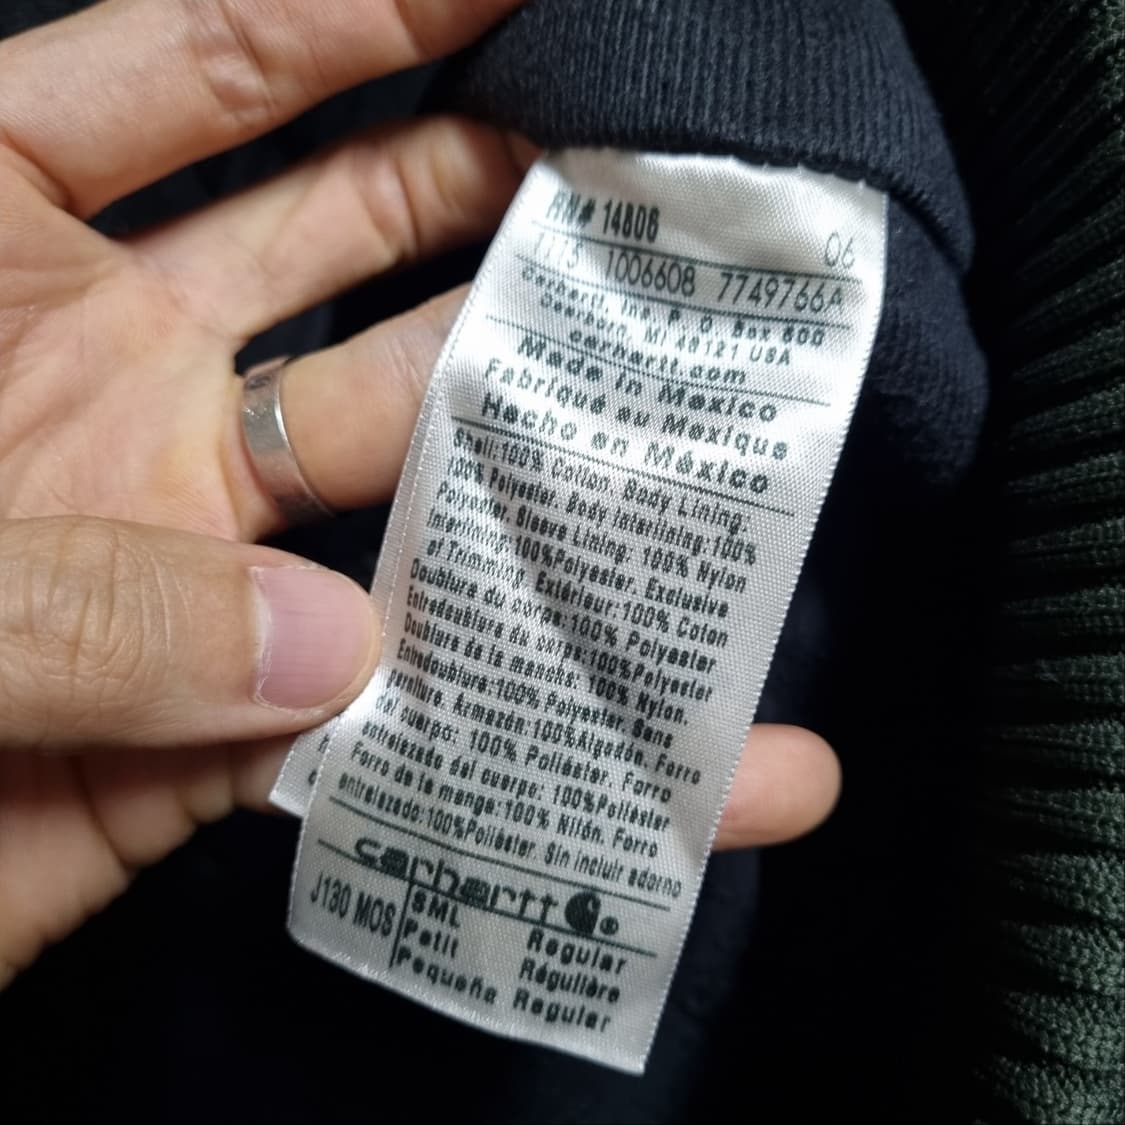 RN# 14806 06
1775 1006608 7749766A
Carhartt, Inc. P. O. Box 600
Dearborn, MI 48121 USA
carhartt.com
Made in Mexico
Fabriqué au Mexique
Hecho en México
Shell:100% Cotton. Body Lining:
100% Polyester. Body Interlining:100%
Polyester. Sleeve Lining: 100% Nylon
Interlining:100%Polyester. Exclusive
of Trimming. Extérieur:100% Coton
Doublure du corps:100% Polyester
Entredoublure du corps:100%Polyester
Doublure de la manche: 100% Nylon.
Entredoublure:100% Polyester Sans
garniture. Armazón:100%Algodón. Forro
del cuerpo: 100% Poliéster. Forro
entrelazado del cuerpo: 100%Poliéster
Forro de la manga:100% Nilón. Forro
entrelazado:100%Poliéster. Sin incluir adorno
carhartt ®
J130 MOS
SML Regular
Petit Régulière
Pequeña Regular